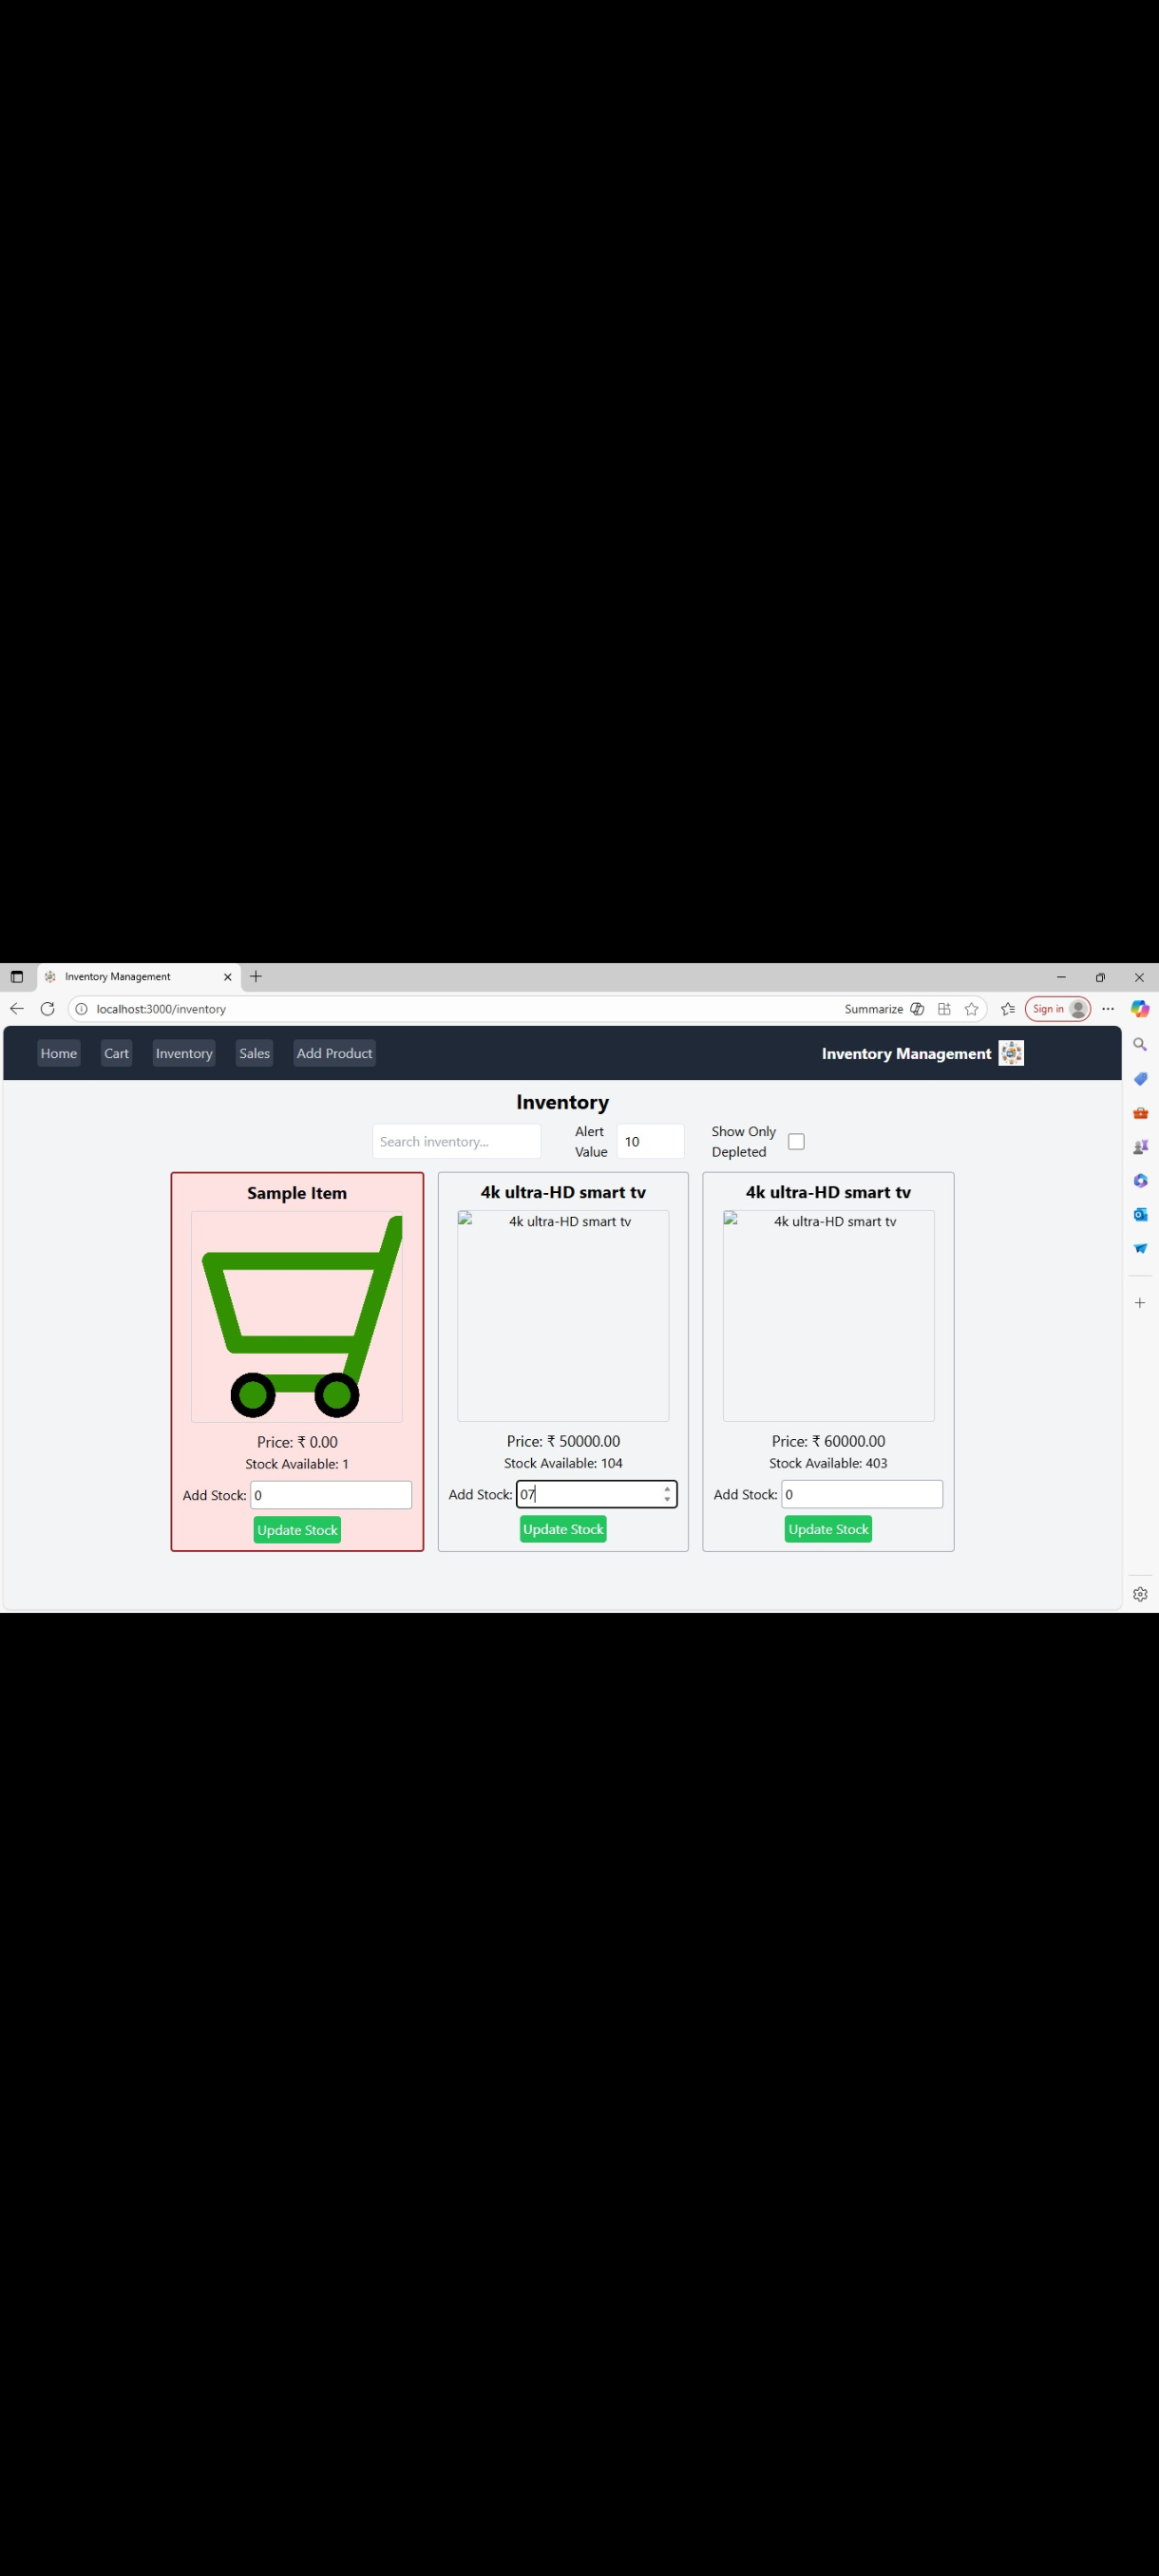 Inventory Management
localhost:3000/inventory
Summarize
Sign in
Home Cart Inventory Sales Add Product
Inventory Management
Inventory
Search inventory...
Alert Value
10
Show Only Depleted
Sample Item
Price: ₹ 0.00
Stock Available: 1
Add Stock: 0
Update Stock
4k ultra-HD smart tv
4k ultra-HD smart tv
Price: ₹ 50000.00
Stock Available: 104
Add Stock: 07
Update Stock
4k ultra-HD smart tv
4k ultra-HD smart tv
Price: ₹ 60000.00
Stock Available: 403
Add Stock: 0
Update Stock